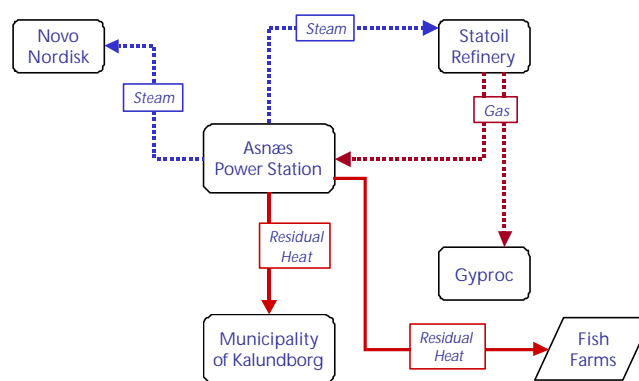 Novo
Nordisk
Steam
Statoil
Refinery
Steam
Gas
Asnæs
Power Station
Residual
Heat
Gyproc
Municipality
of Kalundborg
Residual
Heat
Fish
Farms